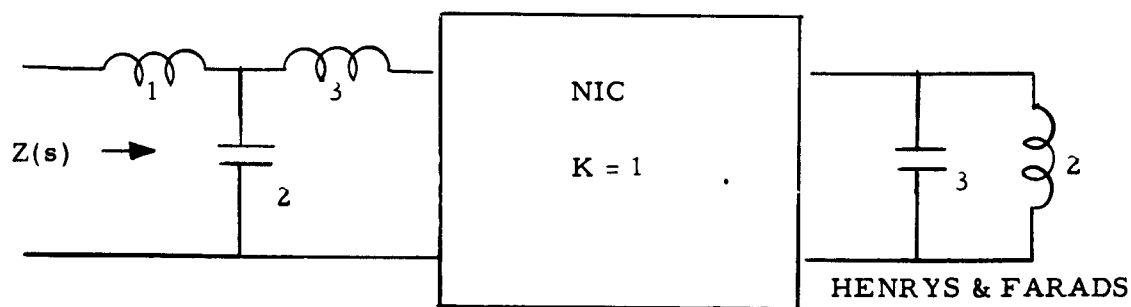 1
3
NIC
Z(s)
K = 1
2
3
2
HENRYS & FARADS